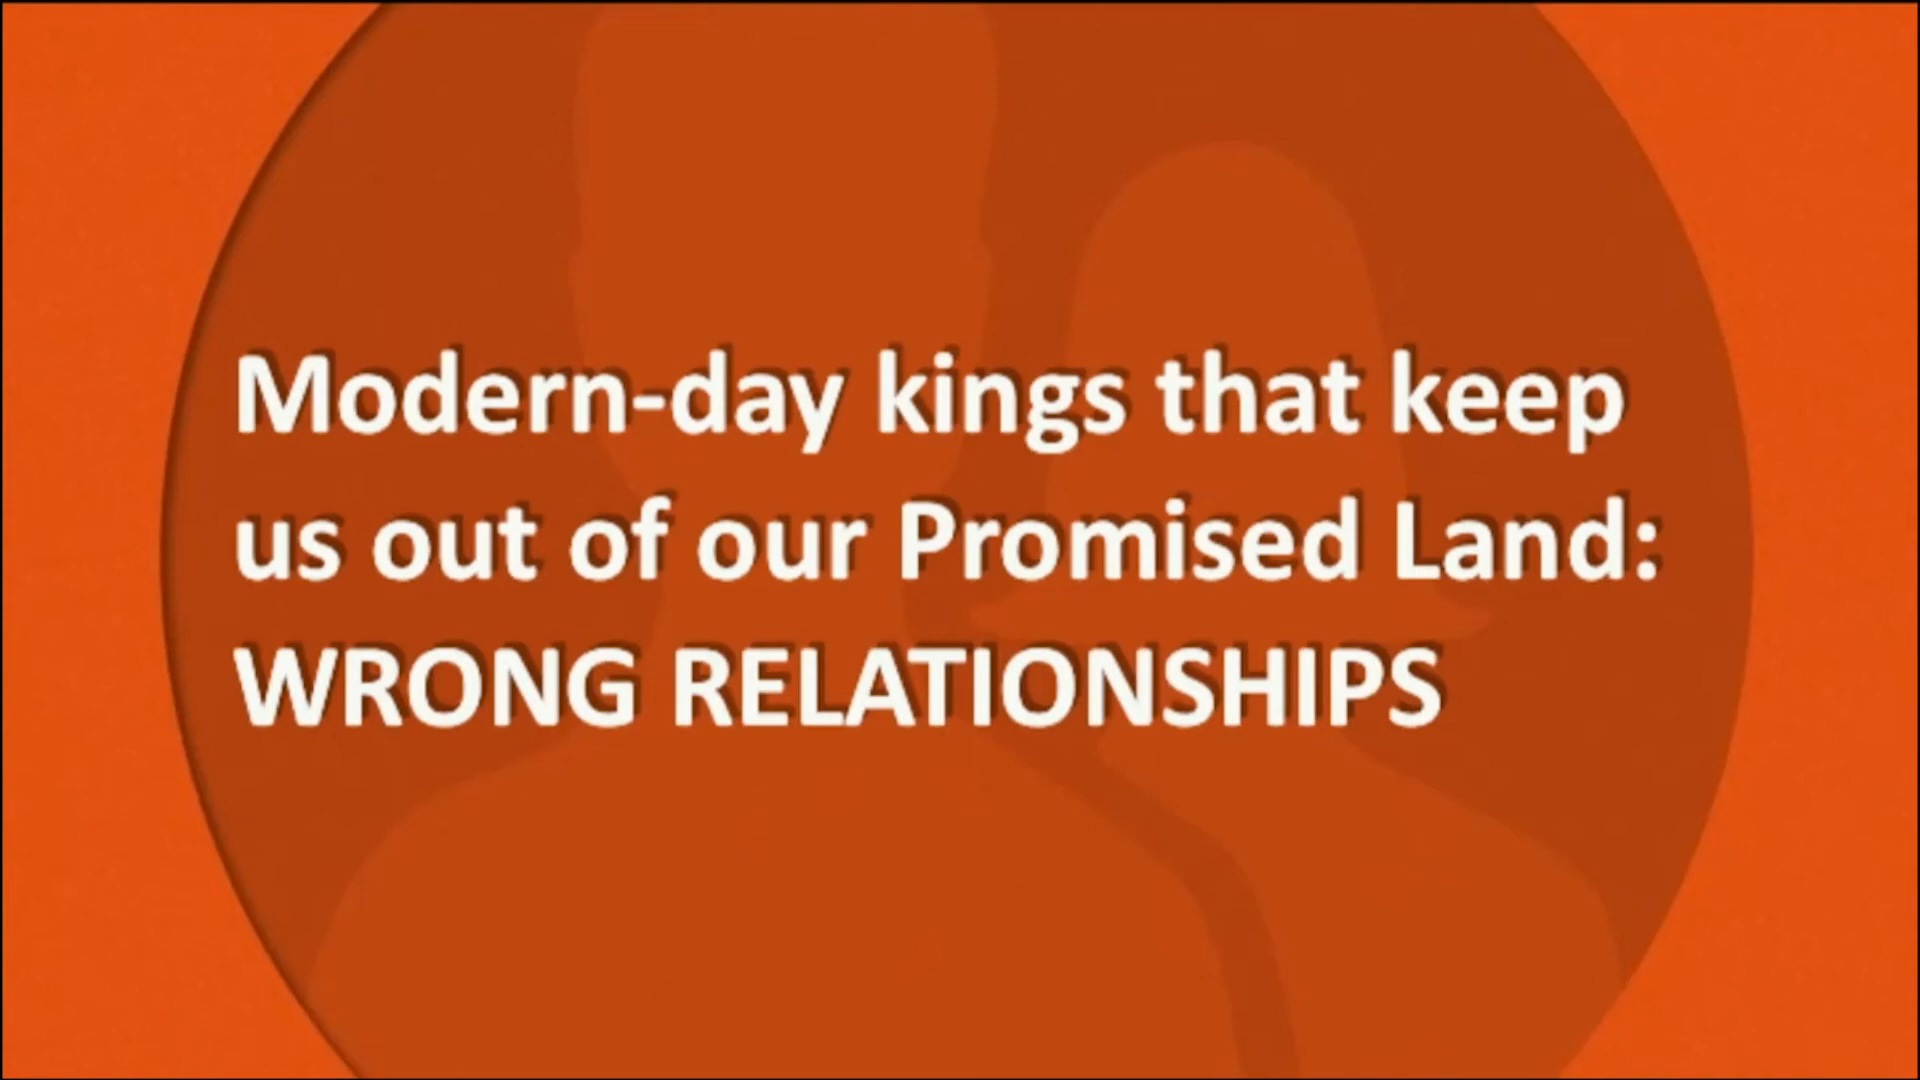 Modern-day kings that keep
us out of our Promised Land:
WRONG RELATIONSHIPS